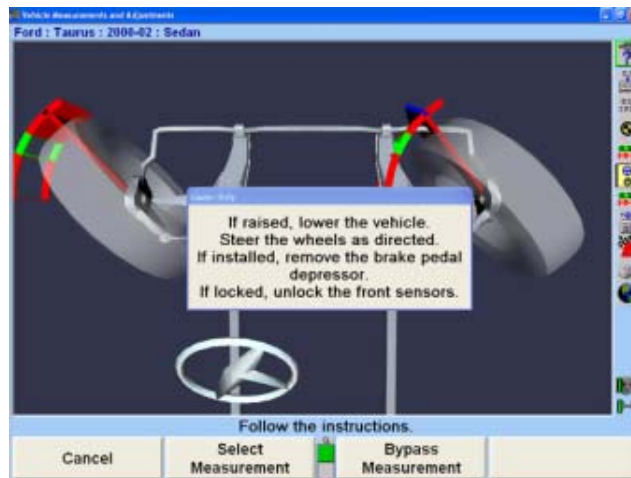 Vehicle Measurements and Adjustments
Ford : Taurus : 2000-02 : Sedan
If raised, lower the vehicle.
Steer the wheels as directed.
If installed, remove the brake pedal
depressor.
If locked, unlock the front sensors.
Follow the instructions.
Cancel
Select
Measurement
Bypass
Measurement